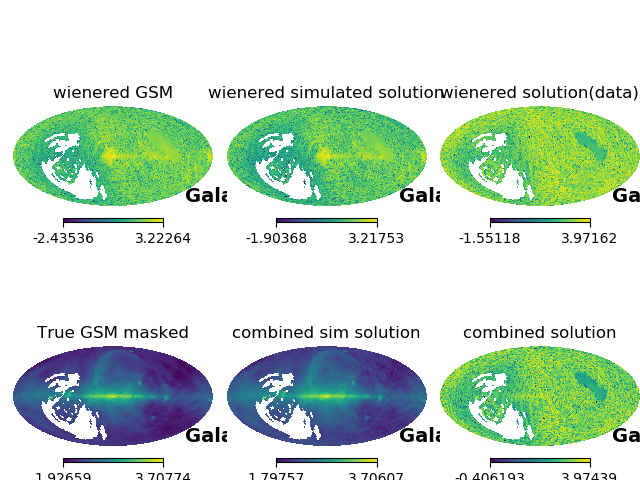 wienered GSM
wienered simulated solution
wienered solution(data)
Gala
Gala
Ga
-2.43536 3.22264
-1.90368 3.21753
-1.55118 3.97162
True GSM masked
combined sim solution
combined solution
Gala
Gala
Ga
1.92659 3.70774
1.79757 3.70607
-0.406193 3.97439